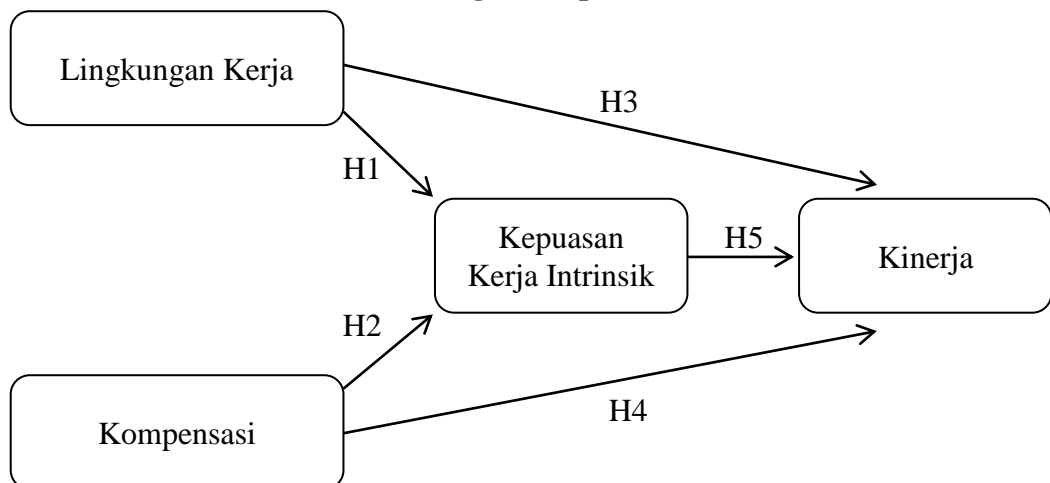 Lingkungan Kerja
H3
H1
Kepuasan
Kerja Intrinsik
H5
Kinerja
H2
H4
Kompensasi